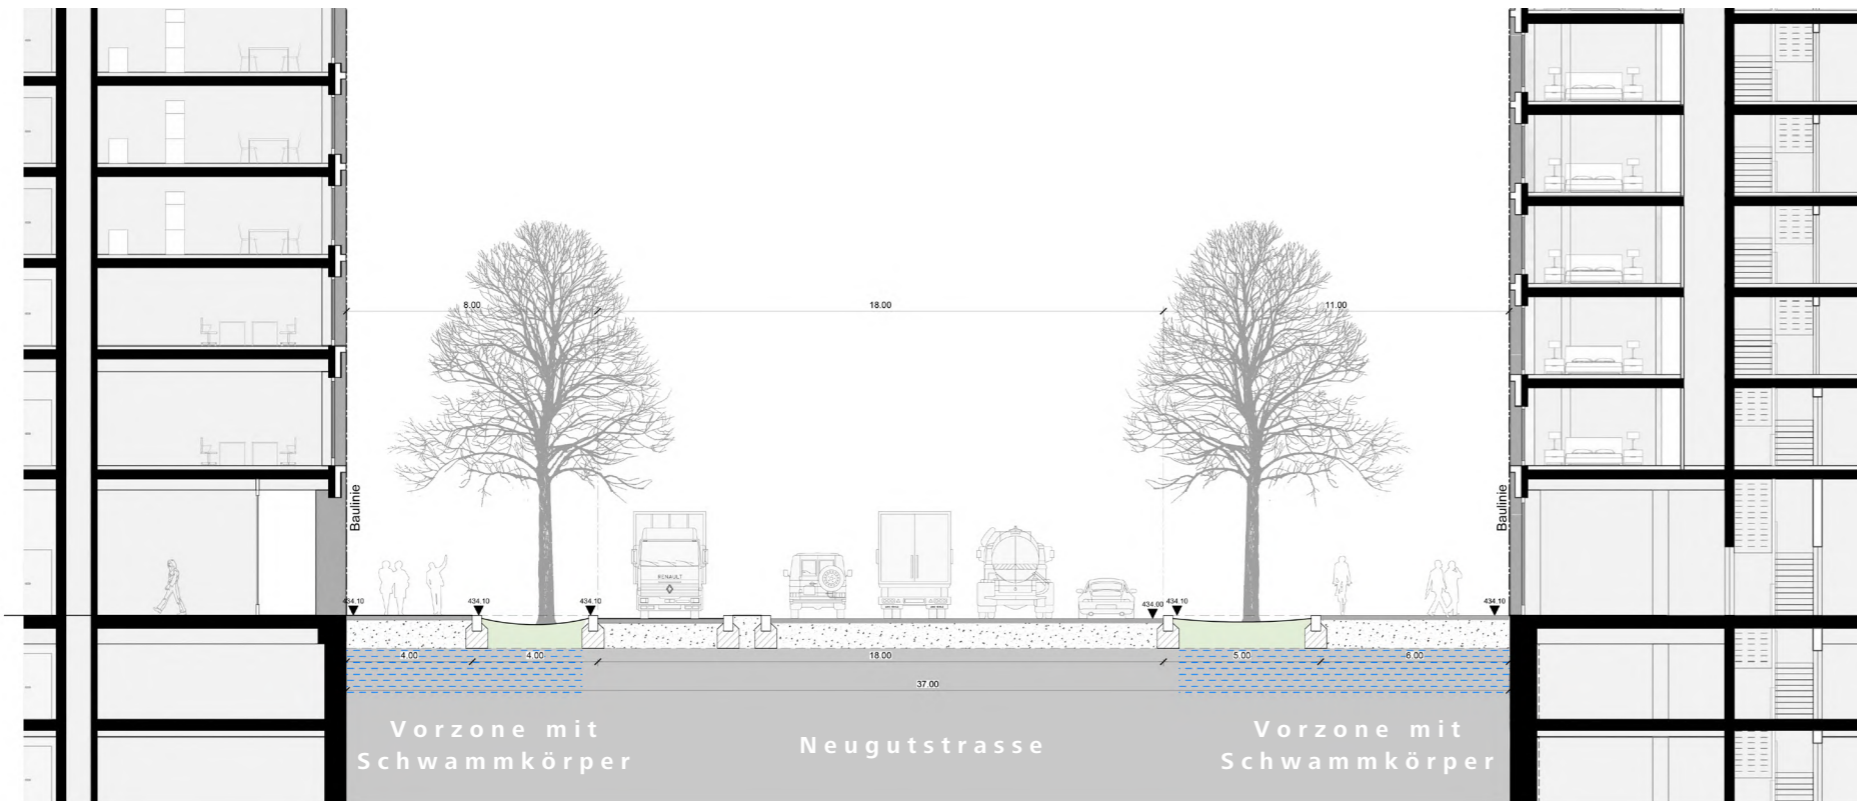 8.00
18.00
11.00
Baulinie
Baulinie
RENAULT
434.10
434.10
434.10
434.00
434.10
434.10
4.00
4.00
18.00
5.00
6.00
37.00
Vorzone mit
Schwammkörper
Neugutstrasse
Vorzone mit
Schwammkörper